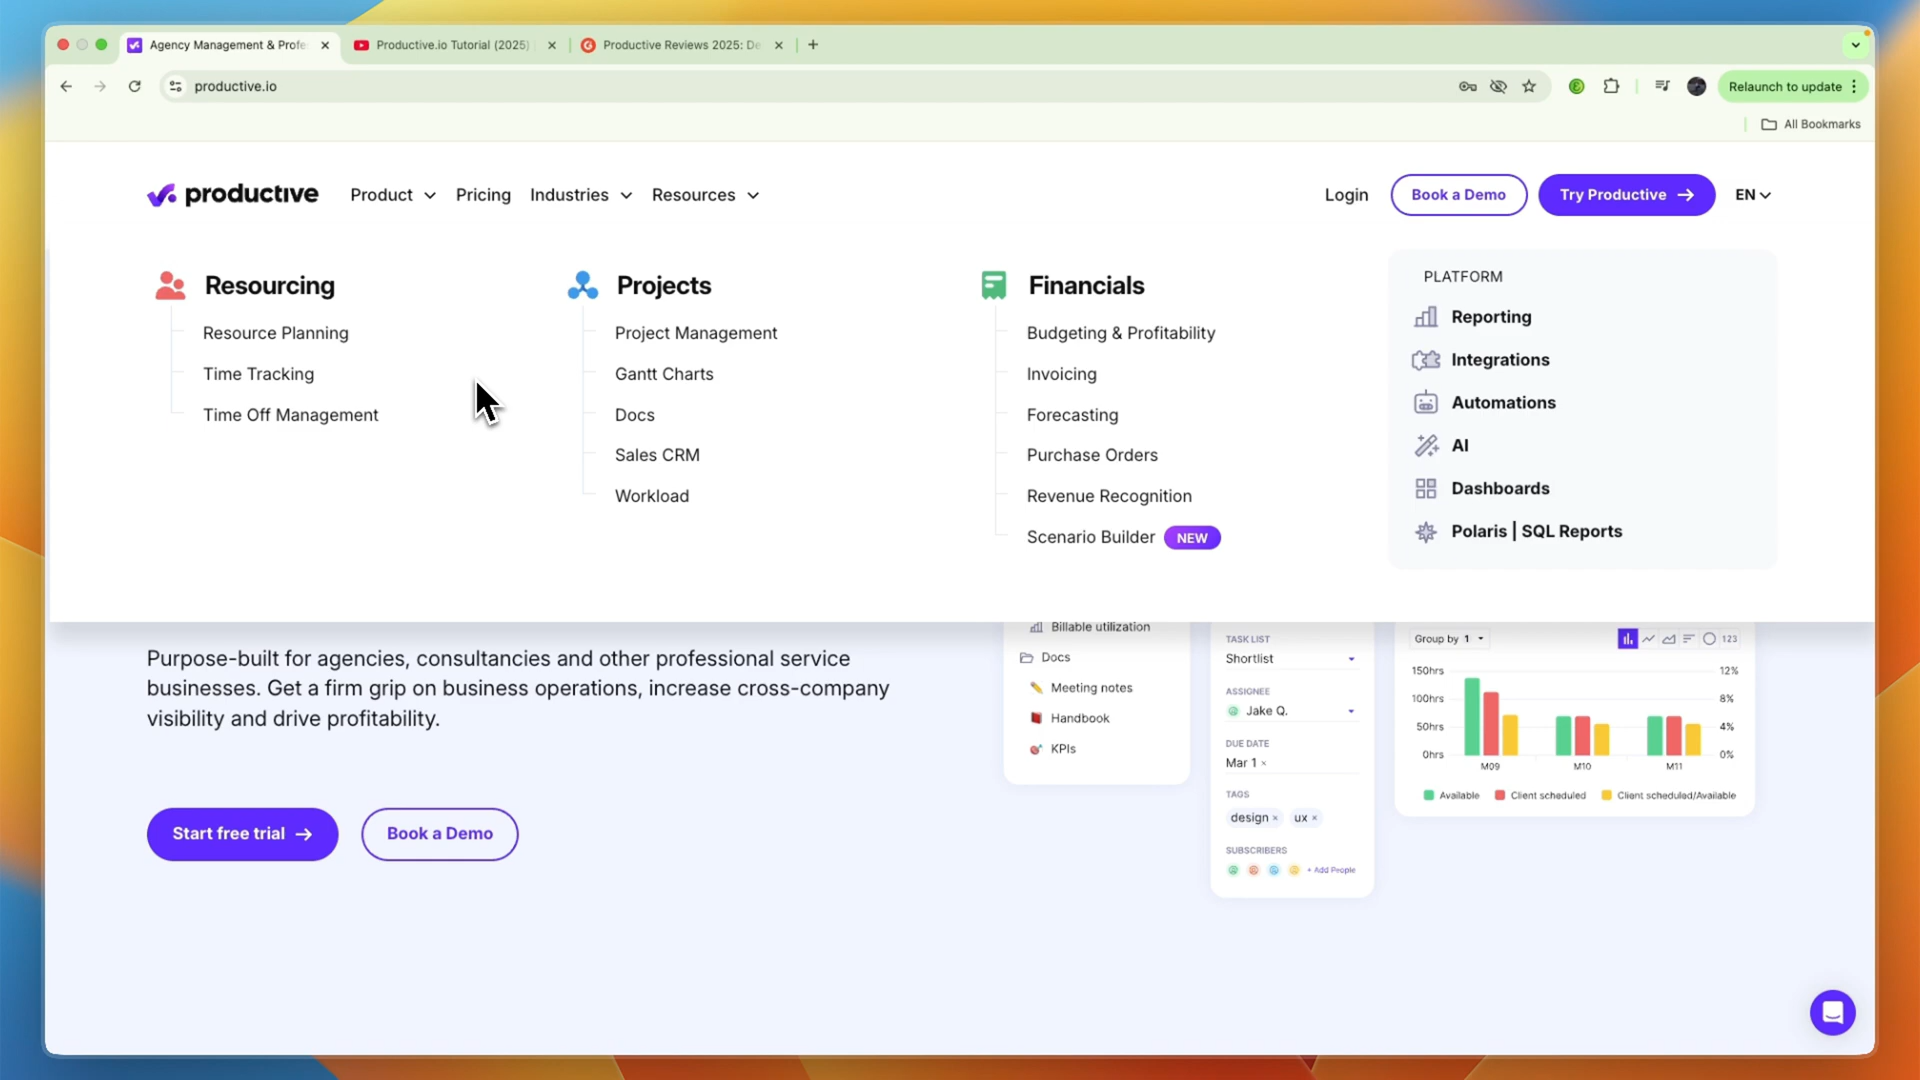 Agency Management & Profe
Productive.io Tutorial (2025)
Productive Reviews 2025: De
productive.io
Relaunch to update
All Bookmarks
productive
Product
Pricing
Industries
Resources
Login
Book a Demo
Try Productive
EN
Resourcing
Resource Planning
Time Tracking
Time Off Management
Projects
Project Management
Gantt Charts
Docs
Sales CRM
Workload
Financials
Budgeting & Profitability
Invoicing
Forecasting
Purchase Orders
Revenue Recognition
Scenario Builder NEW
PLATFORM
Reporting
Integrations
Automations
AI
Dashboards
Polaris | SQL Reports
Purpose-built for agencies, consultancies and other professional service
businesses. Get a firm grip on business operations, increase cross-company
visibility and drive profitability.
Start free trial
Book a Demo
Billable utilization
Docs
Meeting notes
Handbook
KPIs
TASK LIST
Shortlist
ASSIGNEE
Jake Q.
DUE DATE
Mar 1 ×
TAGS
design × ux ×
SUBSCRIBERS
+ Add People
Group by 1
123
150hrs 12%
100hrs 8%
50hrs 4%
0hrs 0%
M09 M10 M11
Available Client scheduled Client scheduled/Available